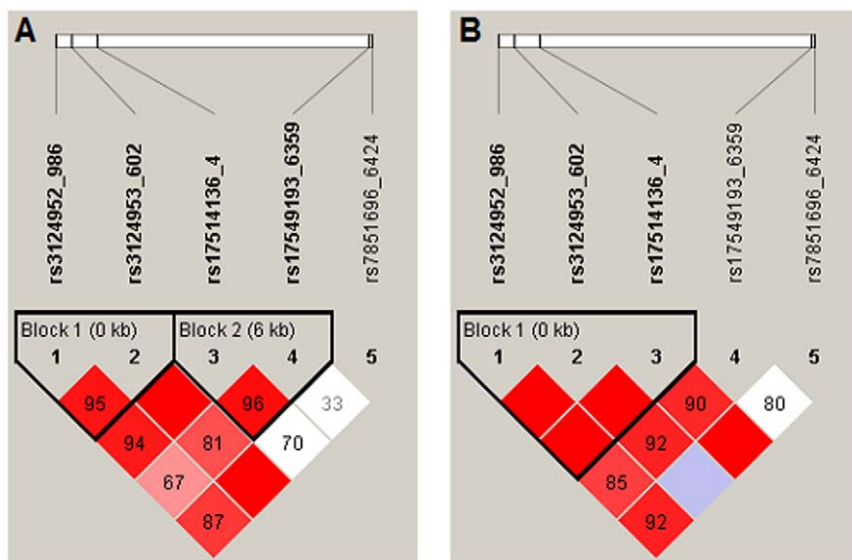 A
rs3124952_986
rs3124953_602
rs17514136_4
rs17549193_6359
rs7851696_6424
Block 1 (0 kb)
Block 2 (6 kb)
1 2 3 4 5
95 96 33
94 81 70
67
87
B
rs3124952_986
rs3124953_602
rs17514136_4
rs17549193_6359
rs7851696_6424
Block 1 (0 kb)
1 2 3 4 5
90 80
92
85
92